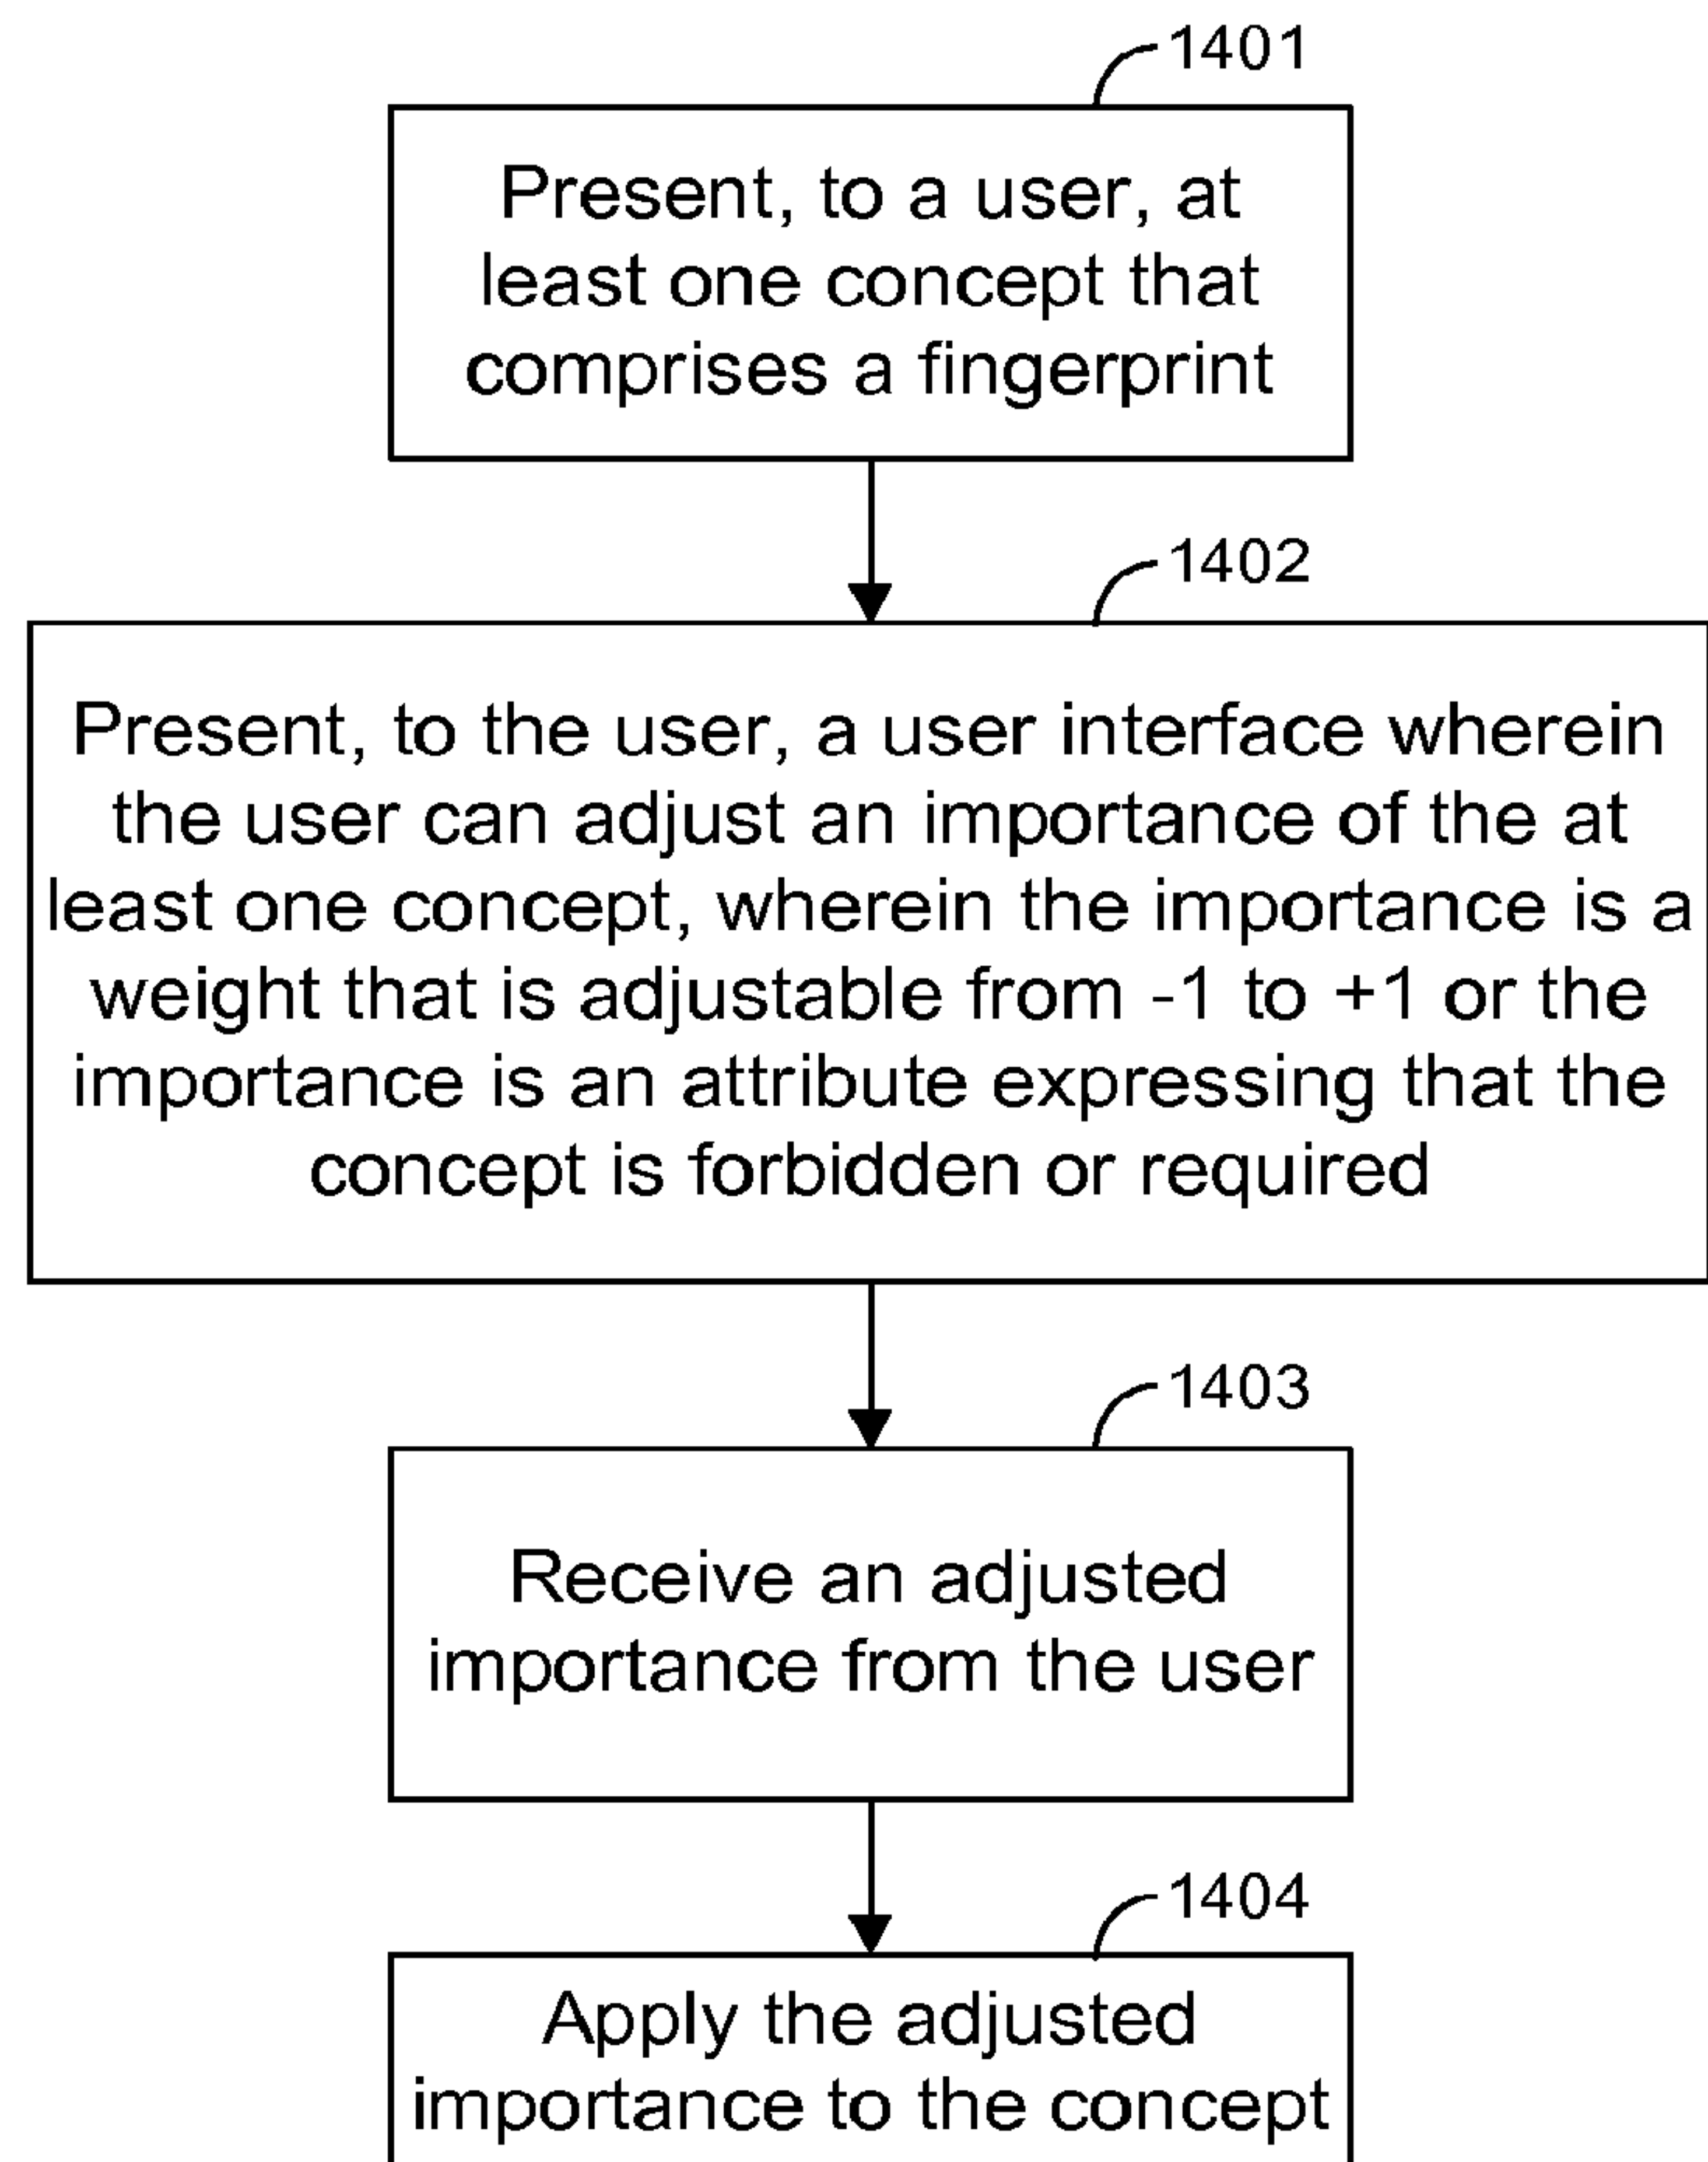 1401
Present, to a user, at
least one concept that
comprises a fingerprint
1402
Present, to the user, a user interface wherein
the user can adjust an importance of the at
least one concept, wherein the importance is a
weight that is adjustable from -1 to +1 or the
importance is an attribute expressing that the
concept is forbidden or required
1403
Receive an adjusted
importance from the user
1404
Apply the adjusted
importance to the concept